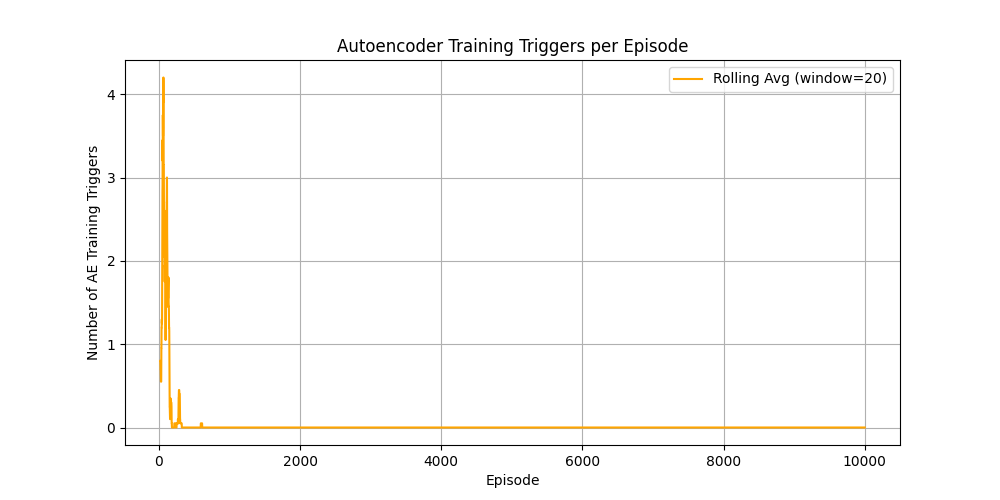 Autoencoder Training Triggers per Episode
Rolling Avg (window=20)
Number of AE Training Triggers
4
3
2
1
0
0 2000 4000 6000 8000 10000
Episode